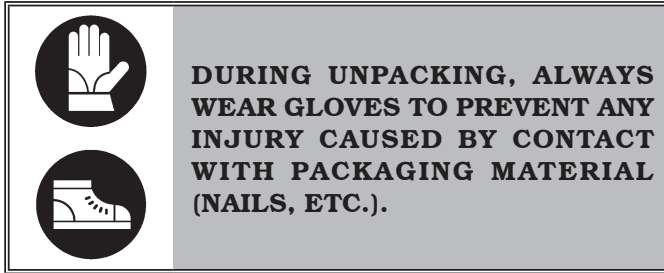 DURING UNPACKING, ALWAYS
WEAR GLOVES TO PREVENT ANY
INJURY CAUSED BY CONTACT
WITH PACKAGING MATERIAL
(NAILS, ETC.).